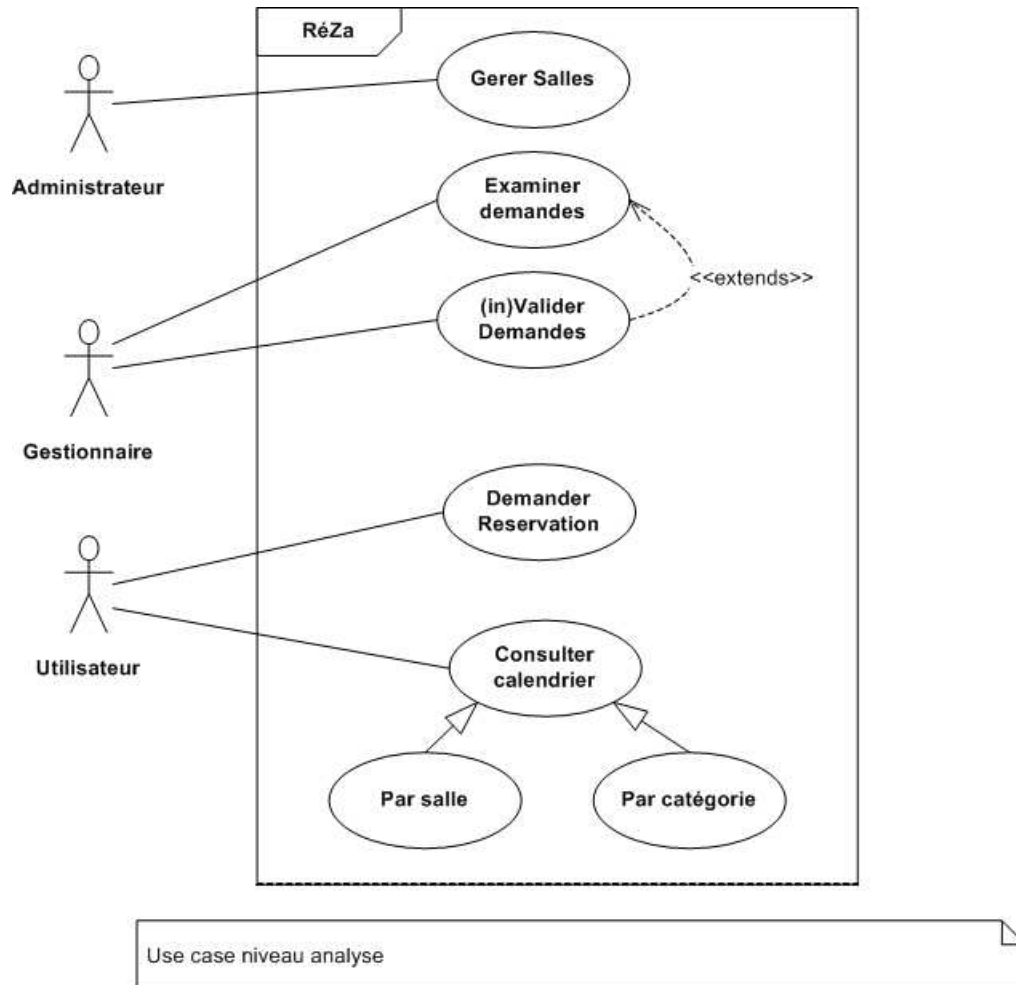 RéZa
Gerer Salles
Administrateur
Examiner
demandes
<<extends>>
(in)Valider
Demandes
Gestionnaire
Demander
Reservation
Utilisateur
Consulter
calendrier
Par salle
Par catégorie
Use case niveau analyse